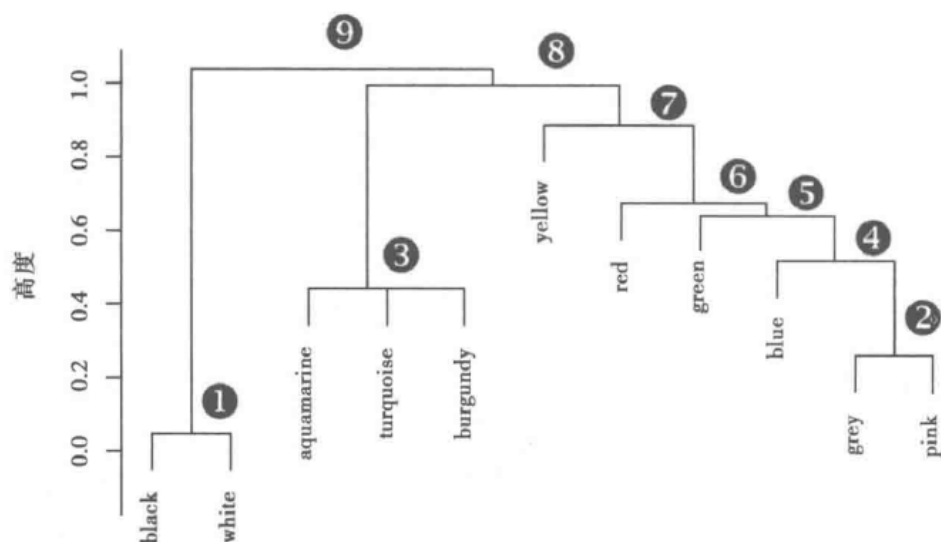 9
8
7
6
5
4
3
2
1
高度
1.0
0.8
0.6
0.4
0.2
0.0
black
white
aquamarine
turquoise
burgundy
yellow
red
green
blue
grey
pink